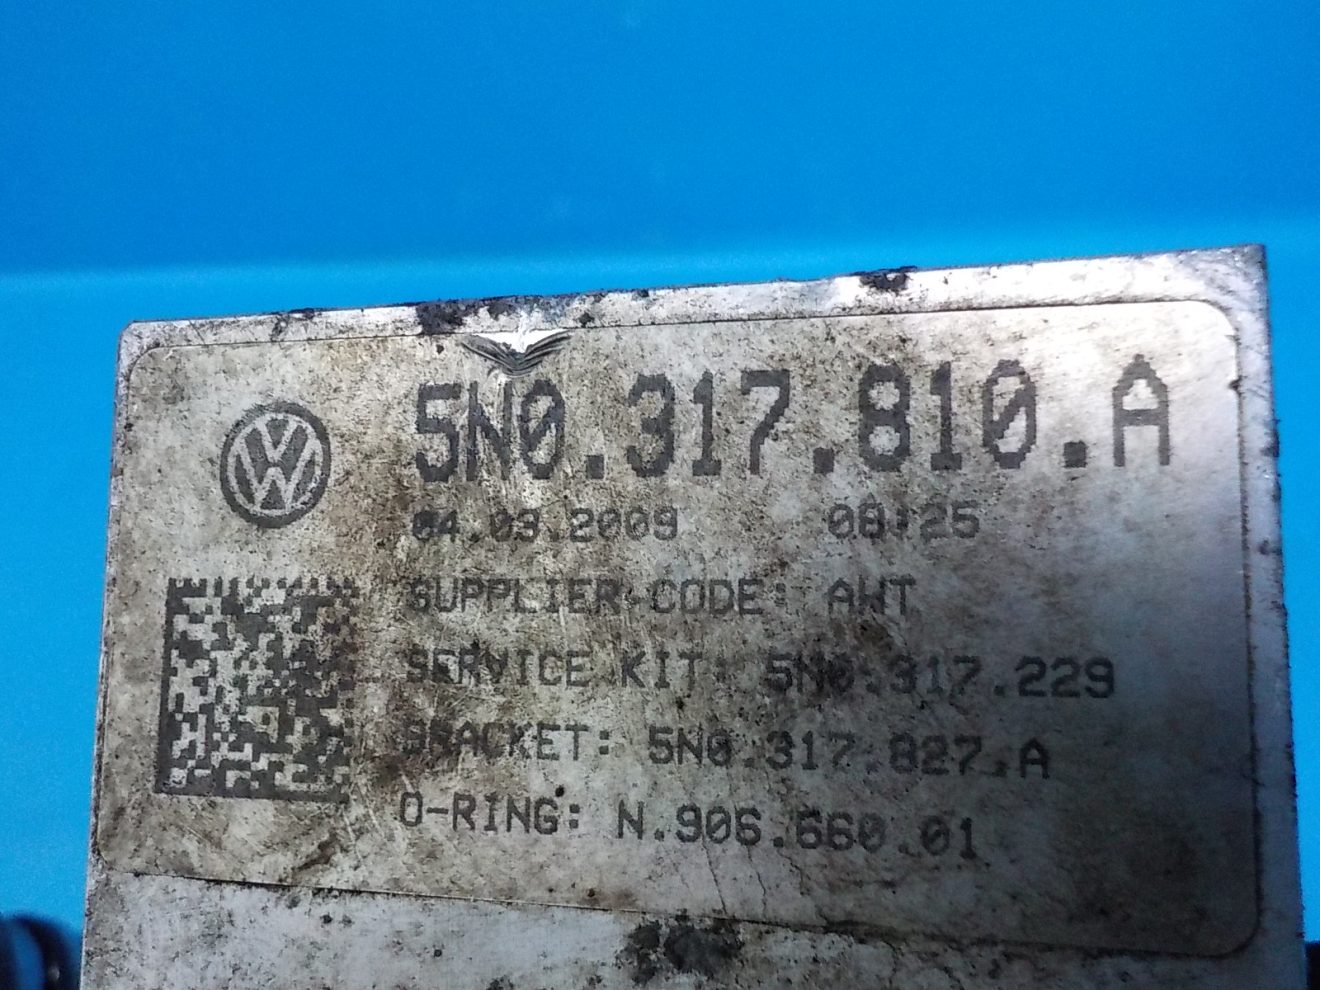 5N0.317.810.A
04.03.2009 08:25
SUPPLIER CODE: AWT
SERVICE KIT: 5N0.317.229
BRACKET: 5N0.317.827.A
O-RING: N.906.660.01